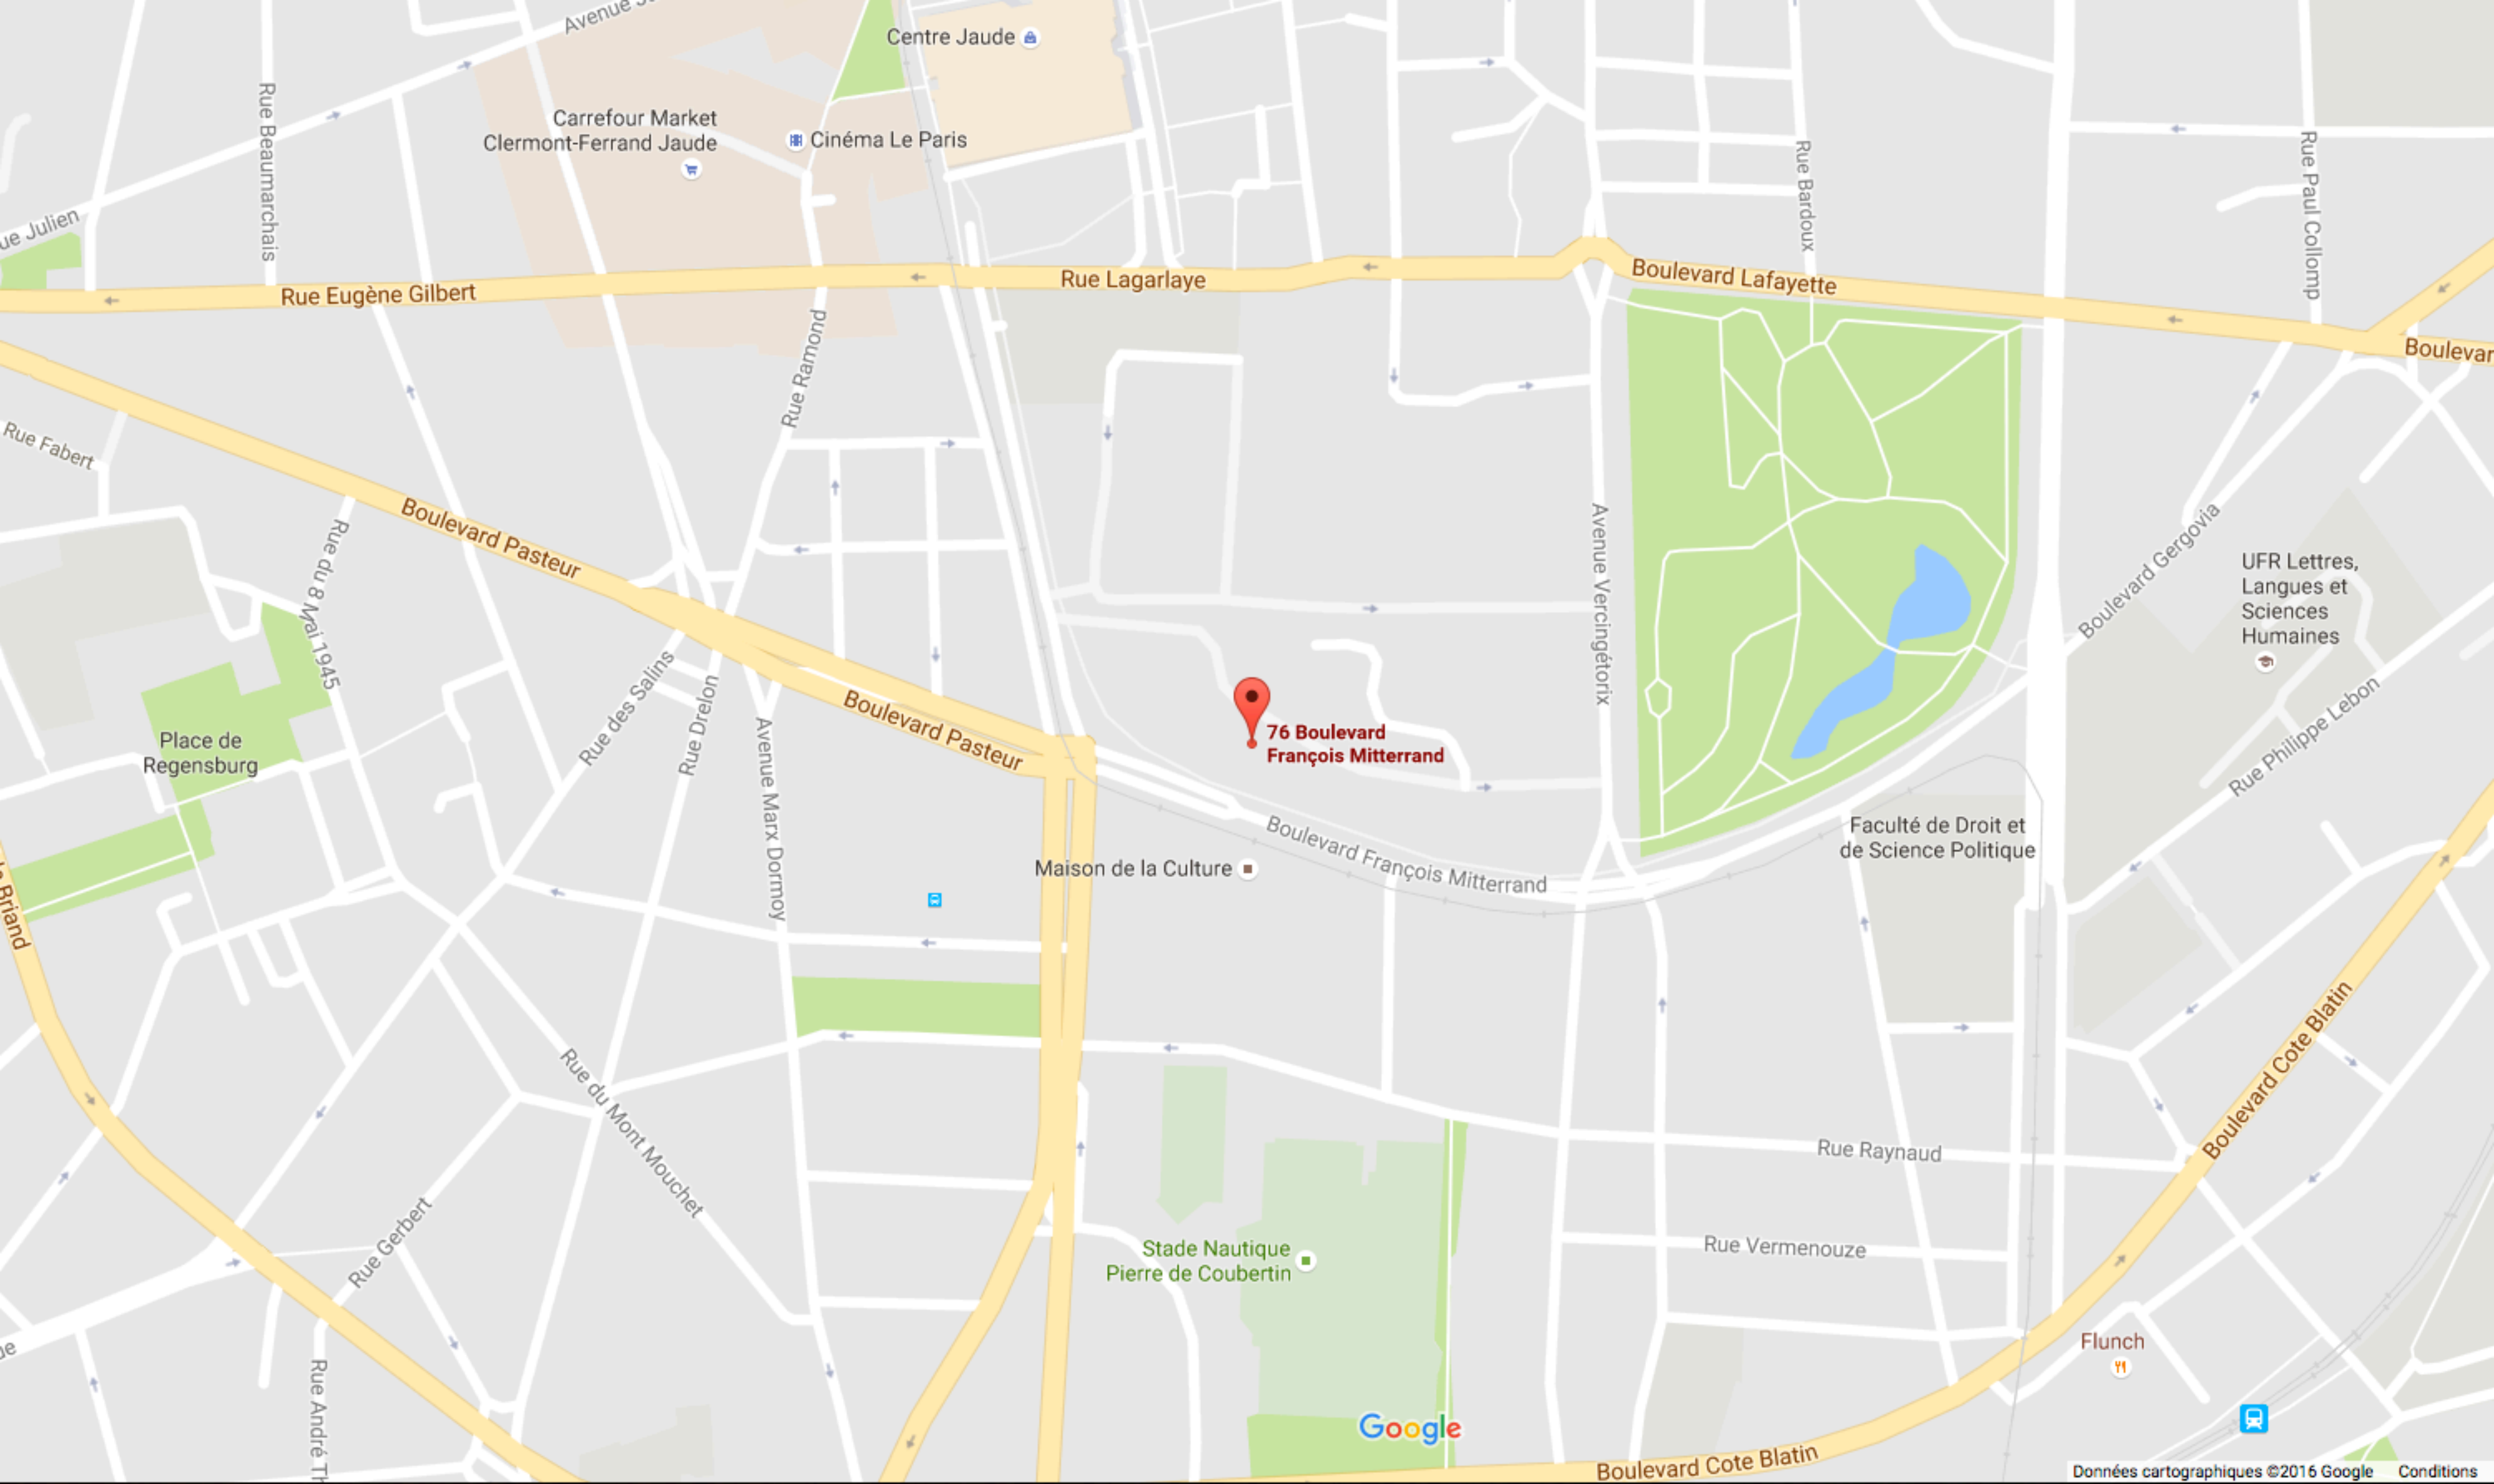 Centre Jaude
Carrefour Market
Clermont-Ferrand Jaude
Cinéma Le Paris
Rue Beaumarchais
Rue Bardoux
Rue Paul Collomp
Julien
Rue Eugène Gilbert
Rue Lagarlaye
Boulevard Lafayette
Rue Ramond
Rue Fabert
Boulevard Pasteur
Rue du 8 Mai 1945
Avenue Vercingétorix
Boulevard Gergovia
UFR Lettres,
Langues et
Sciences
Humaines
Rue des Salins
Rue Drelon
Boulevard Pasteur
76 Boulevard
François Mitterrand
Rue Philippe Lebon
Place de
Regensburg
Avenue Marx Dormoy
Boulevard François Mitterrand
Faculté de Droit et
de Science Politique
Maison de la Culture
Briand
Rue du Mont Mouchet
Boulevard Cote Blatin
Rue Raynaud
Rue Gerbert
Stade Nautique
Pierre de Coubertin
Rue Vermenouze
Flunch
Rue André
Google
Boulevard Cote Blatin
Données cartographiques ©2016 Google
Conditions
Avenue